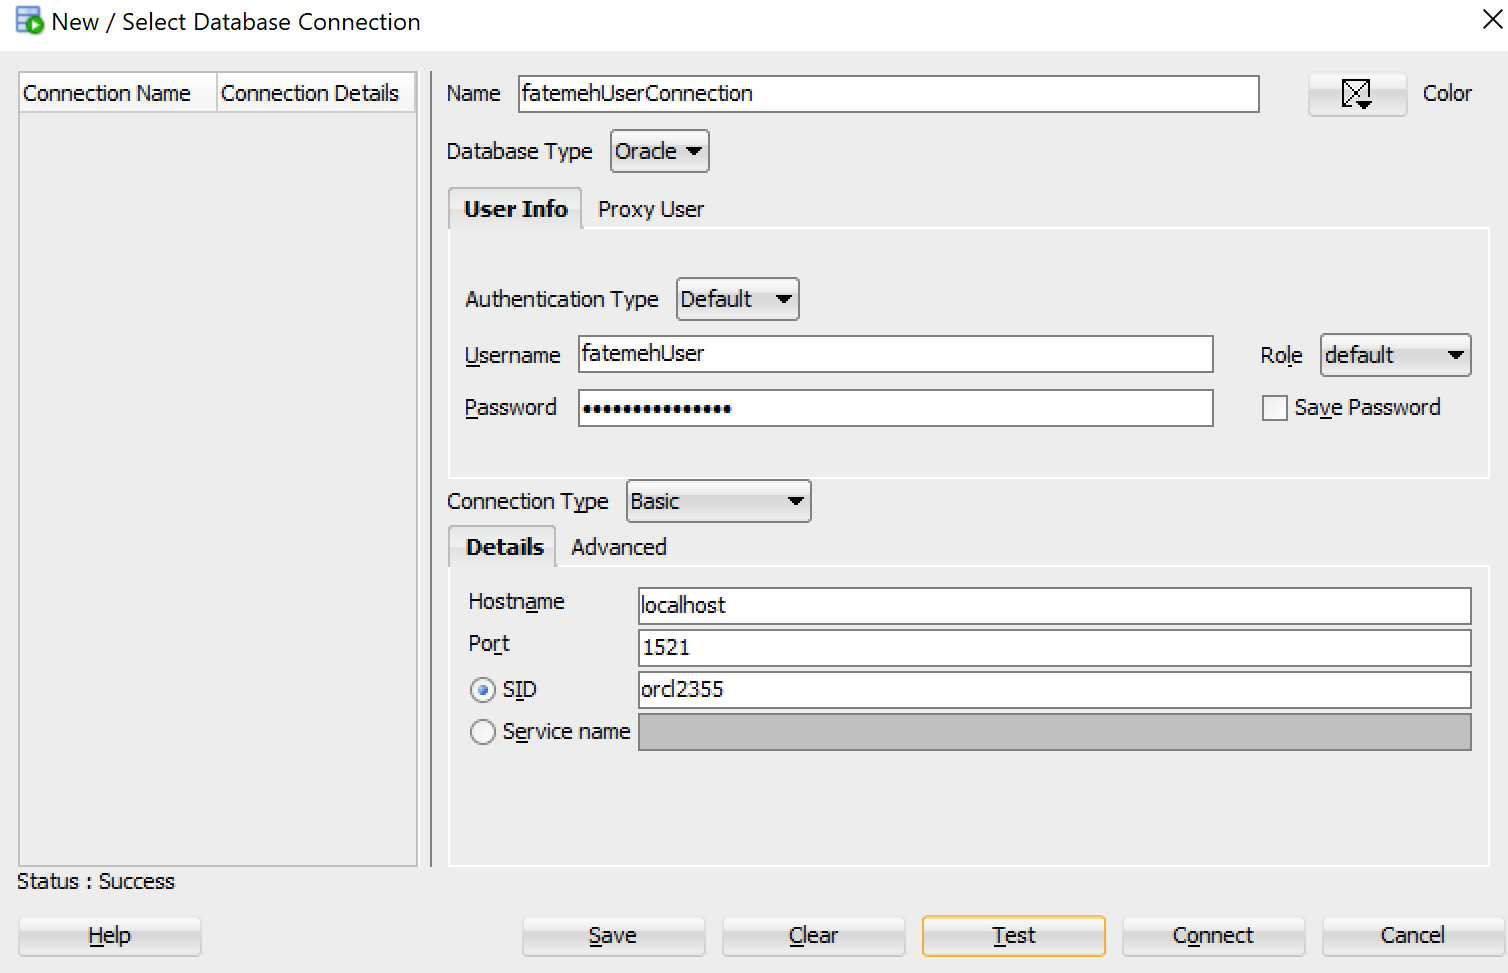 New / Select Database Connection
Connection Name Connection Details
Name fatemehUserConnection Color
Database Type Oracle
User Info Proxy User
Authentication Type Default
Username fatemehUser Role default
Password ••••••••••••••• Save Password
Connection Type Basic
Details Advanced
Hostname localhost
Port 1521
SID orcl2355
Service name
Status : Success
Help Save Clear Test Connect Cancel